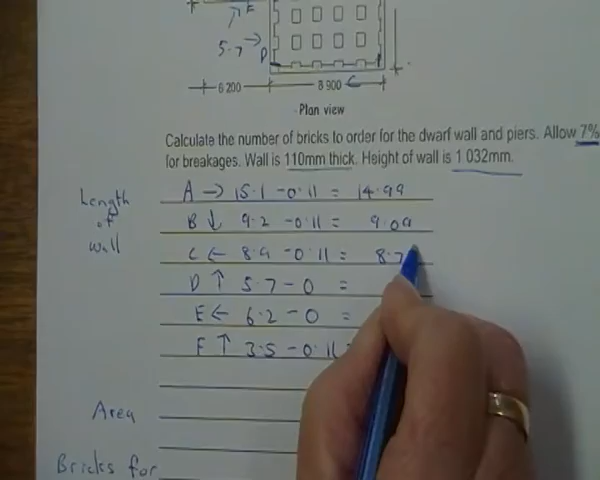 E
5.7 → D
6 200
8 900 C
Plan view
Calculate the number of bricks to order for the dwarf wall and piers. Allow 7%
for breakages. Wall is 110mm thick. Height of wall is 1 032mm.
Length of wall
A → 15.1 - 0.11 = 14.99
B ↓ 9.2 - 0.11 = 9.09
C ← 8.9 - 0.11 = 8.7
D ↑ 5.7 - 0 =
E ← 6.2 - 0 =
F ↑ 3.5 - 0.11
Area
Bricks for